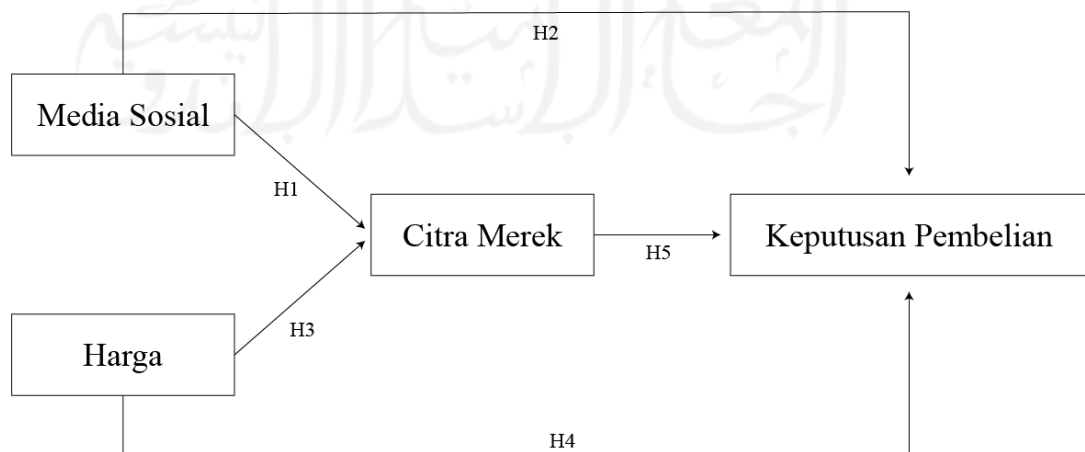 H2
Media Sosial
H1
Citra Merek
H5
Keputusan Pembelian
H3
Harga
H4